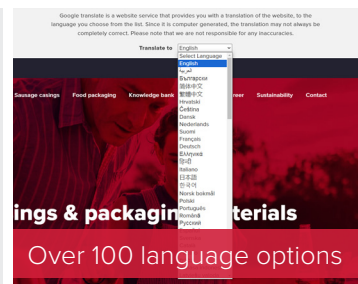 Google translate is a website service that provides you with a translation of the website, to the
language you choose from the list. Since it is computer generated, the translation may not always be
completely correct. Please note that we are not responsible for any inaccuracies.
Translate to English
Select Language
English
العربية
Български
简体中文
繁體中文
Hrvatski
Čeština
Dansk
Nederlands
Suomi
Français
Deutsch
Ελληνικά
हिन्दी
Italiano
日本語
한국어
Norsk bokmål
Polski
Português
Română
Русский
Sausage casings Food packaging Knowledge bank reer Sustainability Contact
ings & packagin terials
Over 100 language options